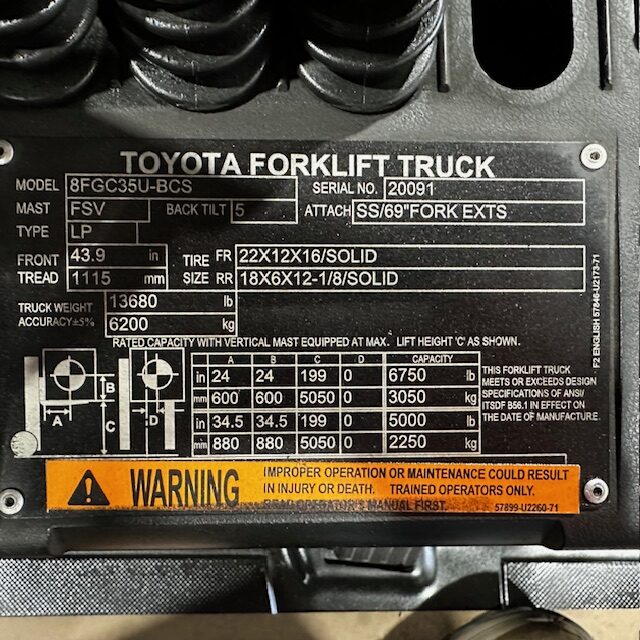 TOYOTA FORKLIFT TRUCK
MODEL 8FGC35U-BCS SERIAL NO. 20091
MAST FSV BACK TILT 5 ATTACH SS/69"FORK EXTS
TYPE LP
FRONT TREAD 43.9 in 1115 mm
TIRE SIZE FR 22X12X16/SOLID
RR 18X6X12-1/8/SOLID
TRUCK WEIGHT 13680 lb
ACCURACY±5% 6200 kg
RATED CAPACITY WITH VERTICAL MAST EQUIPPED AT MAX. LIFT HEIGHT 'C' AS SHOWN.
A B C D CAPACITY
in 24 24 199 0 6750 lb
mm 600 600 5050 0 3050 kg
in 34.5 34.5 199 0 5000 lb
mm 880 880 5050 0 2250 kg
B
A C D
THIS FORKLIFT TRUCK
MEETS OR EXCEEDS DESIGN
SPECIFICATIONS OF ANSI/
ITSDF B56.1 IN EFFECT ON
THE DATE OF MANUFACTURE.
F2 ENGLISH 57846-U2173-71
WARNING
IMPROPER OPERATION OR MAINTENANCE COULD RESULT
IN INJURY OR DEATH. TRAINED OPERATORS ONLY.
READ OPERATOR'S MANUAL FIRST. 57899-U2260-71